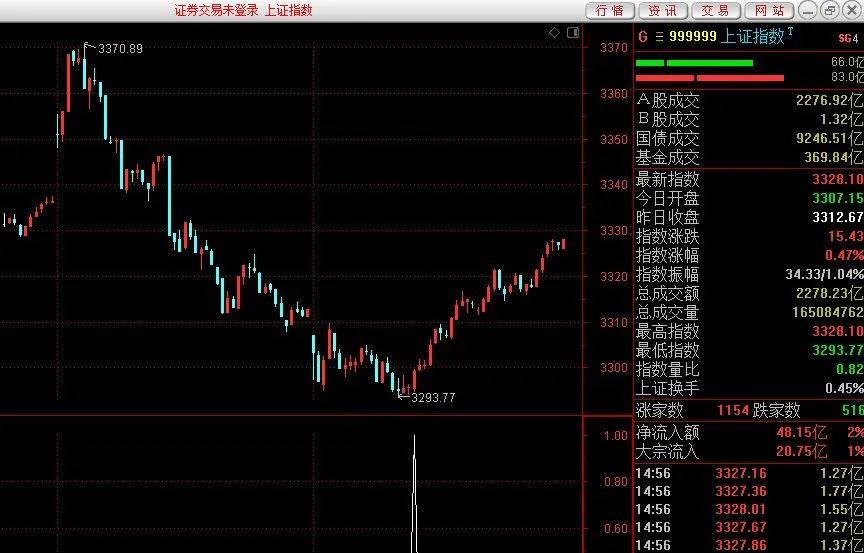 证券交易未登录 上证指数
行情 资讯 交易 网站
G 三 999999 上证指数 T SG4
66.0亿
83.0亿
A股成交 2276.92亿
B股成交 1.32亿
国债成交 9246.51亿
基金成交 369.84亿
最新指数 3328.10
今日开盘 3307.15
昨日收盘 3312.67
指数涨跌 15.43
指数涨幅 0.47%
指数振幅 34.33/1.04%
总成交额 2278.23亿
总成交量 165084762
最高指数 3328.10
最低指数 3293.77
指数量比 0.82
上证换手 0.45%
涨家数 1154 跌家数 516
净流入额 48.15亿 2%
大宗流入 20.75亿 1%
14:56 3327.16 1.27亿
14:56 3327.36 1.77亿
14:56 3328.01 1.55亿
14:56 3327.67 1.27亿
14:56 3327.86 1.37亿
3370.89
3293.77
3370
3360
3350
3340
3330
3320
3310
3300
1.00
0.80
0.60